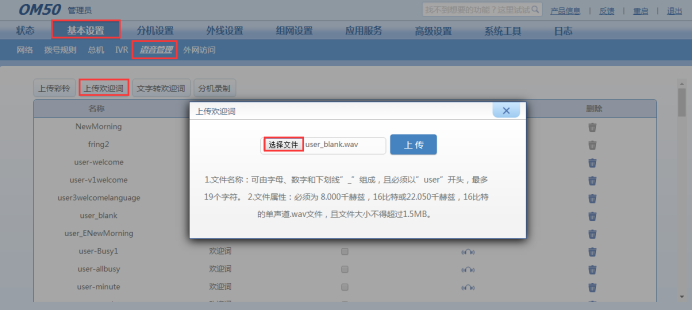 OM50 管理员
找不到想要的功能？这里试试
产品信息 | 反馈 | 重启 | 退出
状态 基本设置 分机设置 外线设置 组网设置 应用服务 高级设置 系统工具 日志
网络 拨号规则 总机 IVR 语音管理 外网访问
上传彩铃 上传欢迎词 文字转欢迎词 分机录制
名称 删除
上传欢迎词
选择文件 user_blank.wav 上 传
1.文件名称：可由字母、数字和下划线”_”组成，且必须以”user”开头，最多
19个字符。 2.文件属性：必须为 8.000千赫兹，16比特或22.050千赫兹，16比特
的单声道.wav文件，且文件大小不得超过1.5MB。
NewMorning
fring2
user-welcome
user-v1welcome
user3welcomelanguage
user_blank
user_ENewMorning
user-Busy1 欢迎词
user-allbusy 欢迎词
user-minute 欢迎词